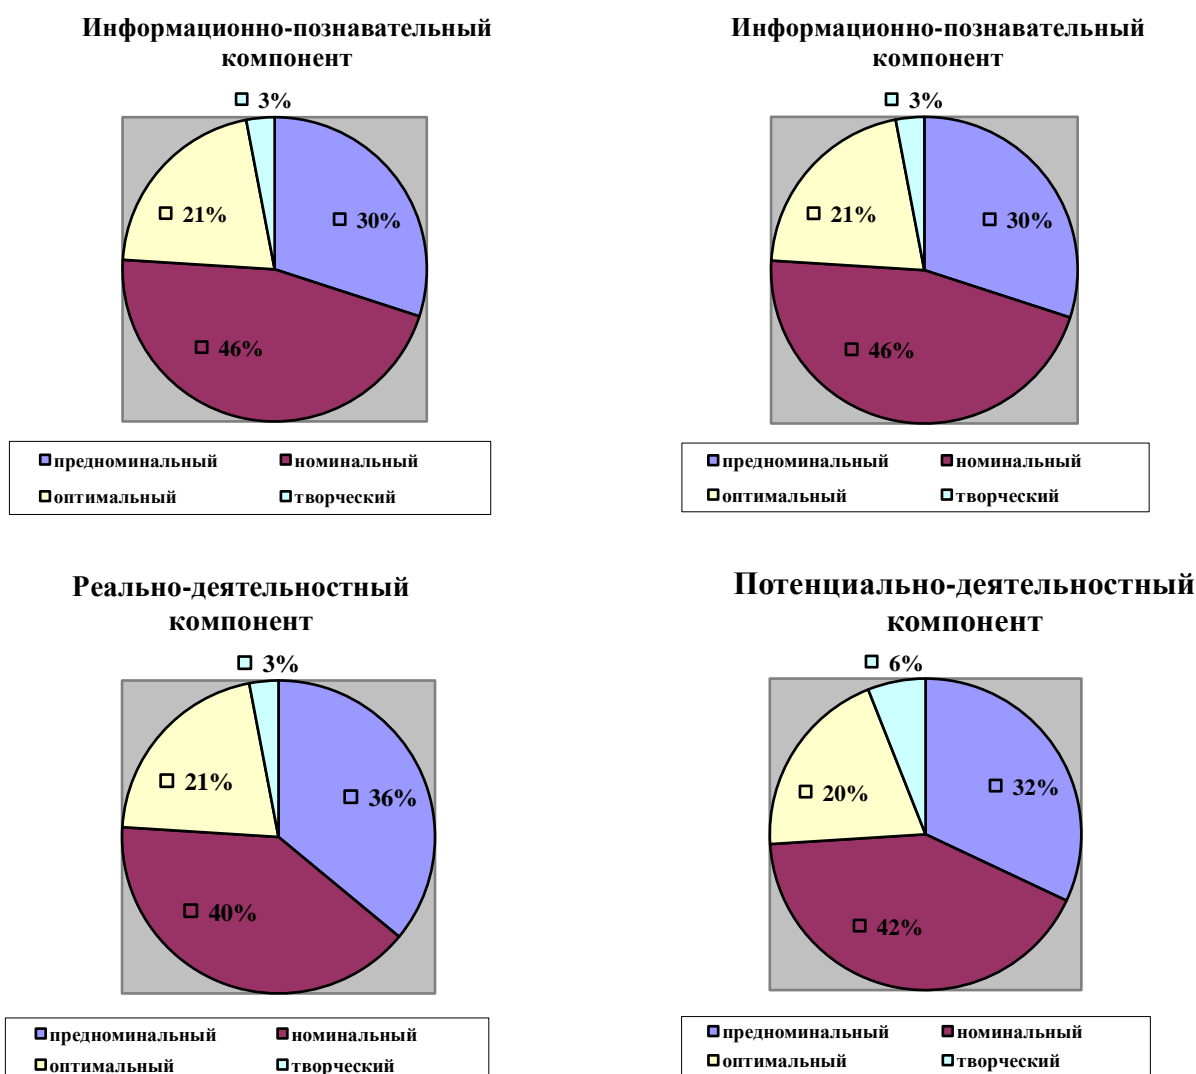 Информационно-познавательный
компонент
3%
21%
30%
46%
предноминальный номинальный
оптимальный творческий
Информационно-познавательный
компонент
3%
21%
30%
46%
предноминальный номинальный
оптимальный творческий
Реально-деятельностный
компонент
3%
21%
36%
40%
предноминальный номинальный
оптимальный творческий
Потенциально-деятельностный
компонент
6%
20%
32%
42%
предноминальный номинальный
оптимальный творческий